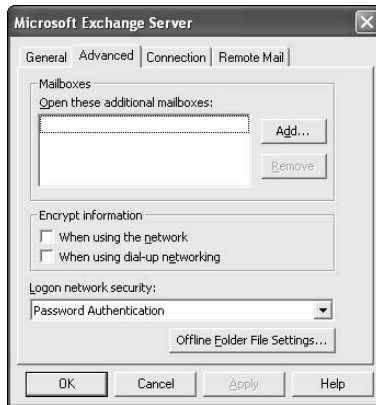 Microsoft Exchange Server
General Advanced Connection Remote Mail
Mailboxes
Open these additional mailboxes:
Add...
Remove
Encrypt information
When using the network
When using dial-up networking
Logon network security:
Password Authentication
Offline Folder File Settings...
OK Cancel Apply Help